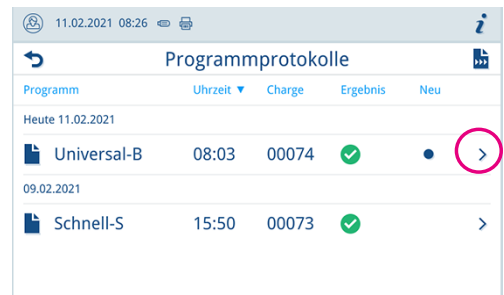 11.02.2021 08:26 i
Programmprotokolle
Programm Uhrzeit ▼ Charge Ergebnis Neu
Heute 11.02.2021
Universal-B 08:03 00074
09.02.2021
Schnell-S 15:50 00073